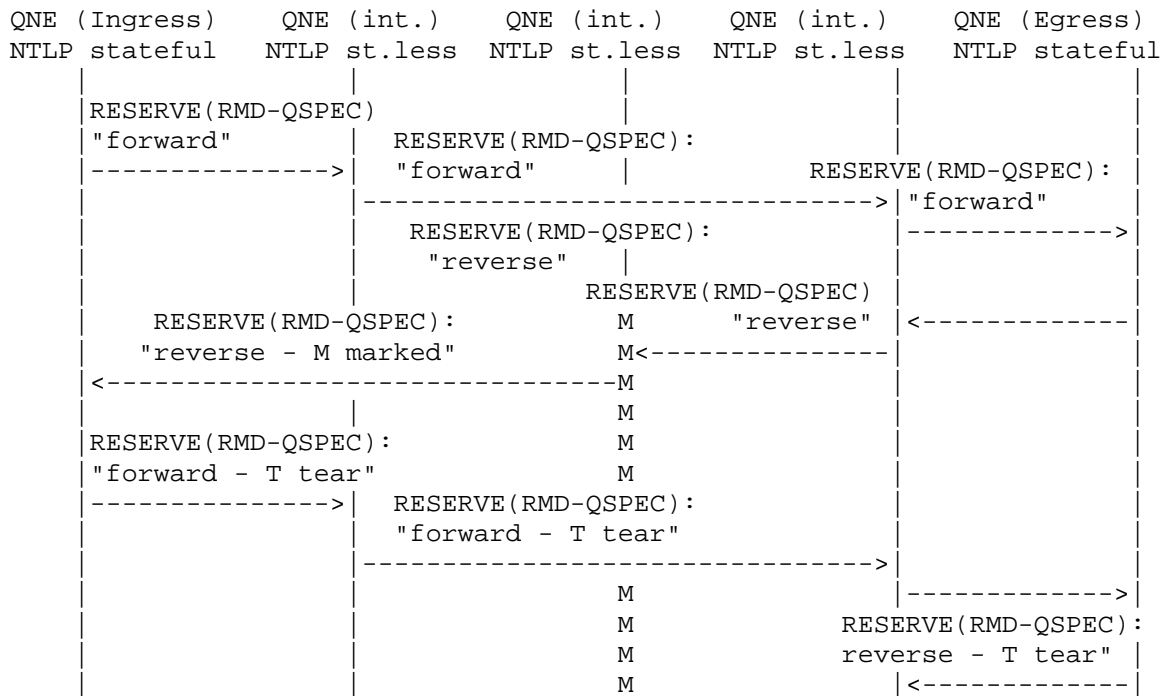 QNE (Ingress)    QNE (int.)    QNE (int.)    QNE (int.)    QNE (Egress)
NTLP stateful   NTLP st.less  NTLP st.less  NTLP st.less   NTLP stateful
RESERVE(RMD-QSPEC)
"forward"    RESERVE(RMD-QSPEC):
"forward"    RESERVE(RMD-QSPEC):
"forward"
RESERVE(RMD-QSPEC):
"reverse"
RESERVE(RMD-QSPEC)
RESERVE(RMD-QSPEC):    M    "reverse"
"reverse - M marked"    M
M
M
RESERVE(RMD-QSPEC):    M
"forward - T tear"    M
RESERVE(RMD-QSPEC):
"forward - T tear"
M
M    RESERVE(RMD-QSPEC):
M    reverse - T tear"
M